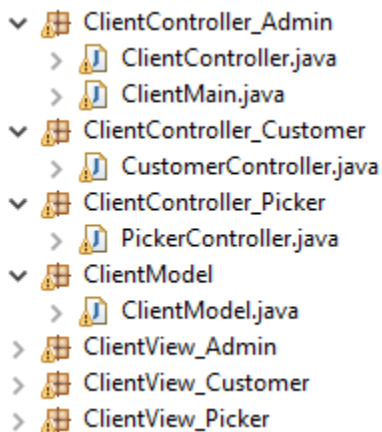 ClientController_Admin
ClientController.java
ClientMain.java
ClientController_Customer
CustomerController.java
ClientController_Picker
PickerController.java
ClientModel
ClientModel.java
ClientView_Admin
ClientView_Customer
ClientView_Picker